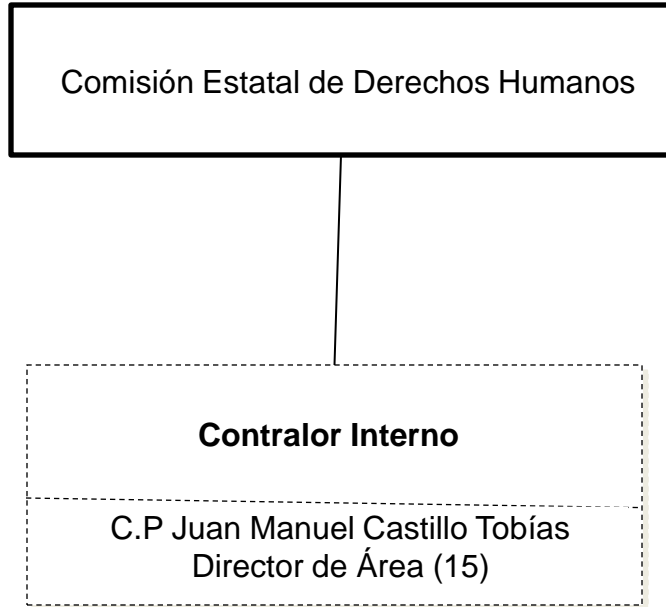 Comisión Estatal de Derechos Humanos
Contralor Interno
C.P Juan Manuel Castillo Tobías
Director de Área (15)